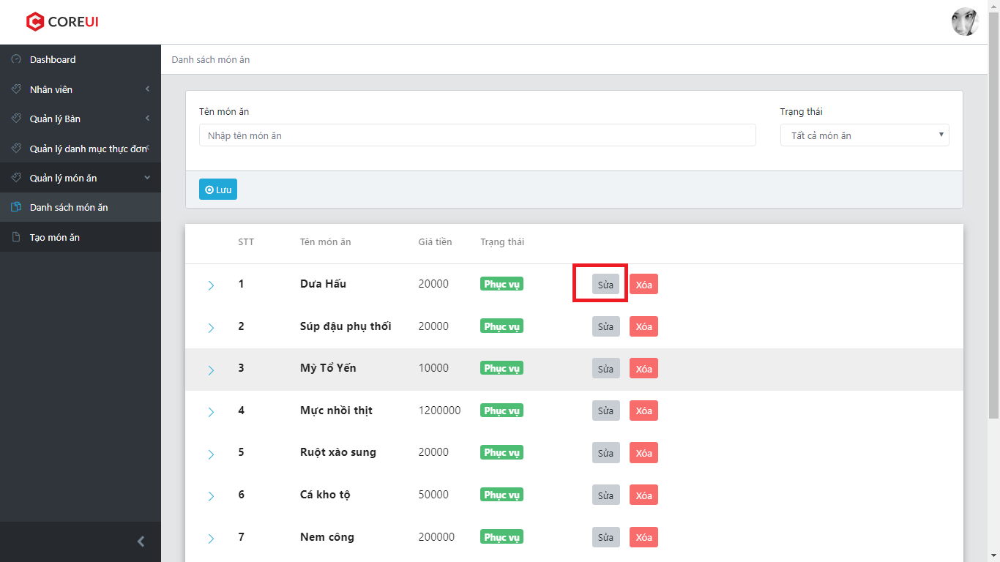 COREUI
Dashboard
Nhân viên
Quản lý Bàn
Quản lý danh mục thực đơn
Quản lý món ăn
Danh sách món ăn
Tạo món ăn
Danh sách món ăn
Tên món ăn Trạng thái
Nhập tên món ăn Tất cả món ăn
Lưu
STT Tên món ăn Giá tiền Trạng thái
1 Dưa Hấu 20000 Phục vụ Sửa Xóa
2 Súp đậu phụ thối 20000 Phục vụ Sửa Xóa
3 Mỳ Tổ Yến 10000 Phục vụ Sửa Xóa
4 Mực nhồi thịt 1200000 Phục vụ Sửa Xóa
5 Ruột xào sung 20000 Phục vụ Sửa Xóa
6 Cá kho tộ 50000 Phục vụ Sửa Xóa
7 Nem công 200000 Phục vụ Sửa Xóa